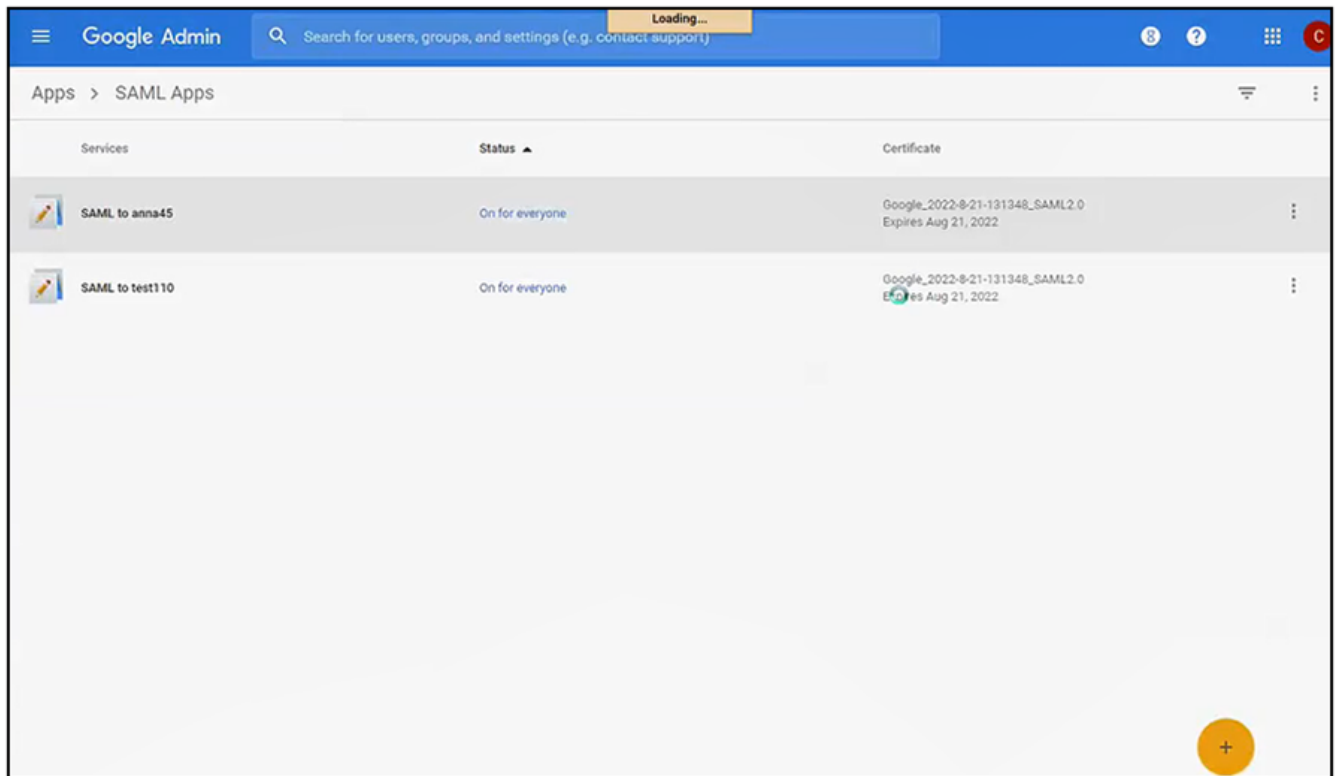 Loading...
Google Admin
Search for users, groups, and settings (e.g. contact support)
8
?
C
Apps > SAML Apps
Services Status Certificate
SAML to anna45 On for everyone Google_2022-8-21-131348_SAML2.0
Expires Aug 21, 2022
SAML to test110 On for everyone Google_2022-8-21-131348_SAML2.0
Expires Aug 21, 2022
+